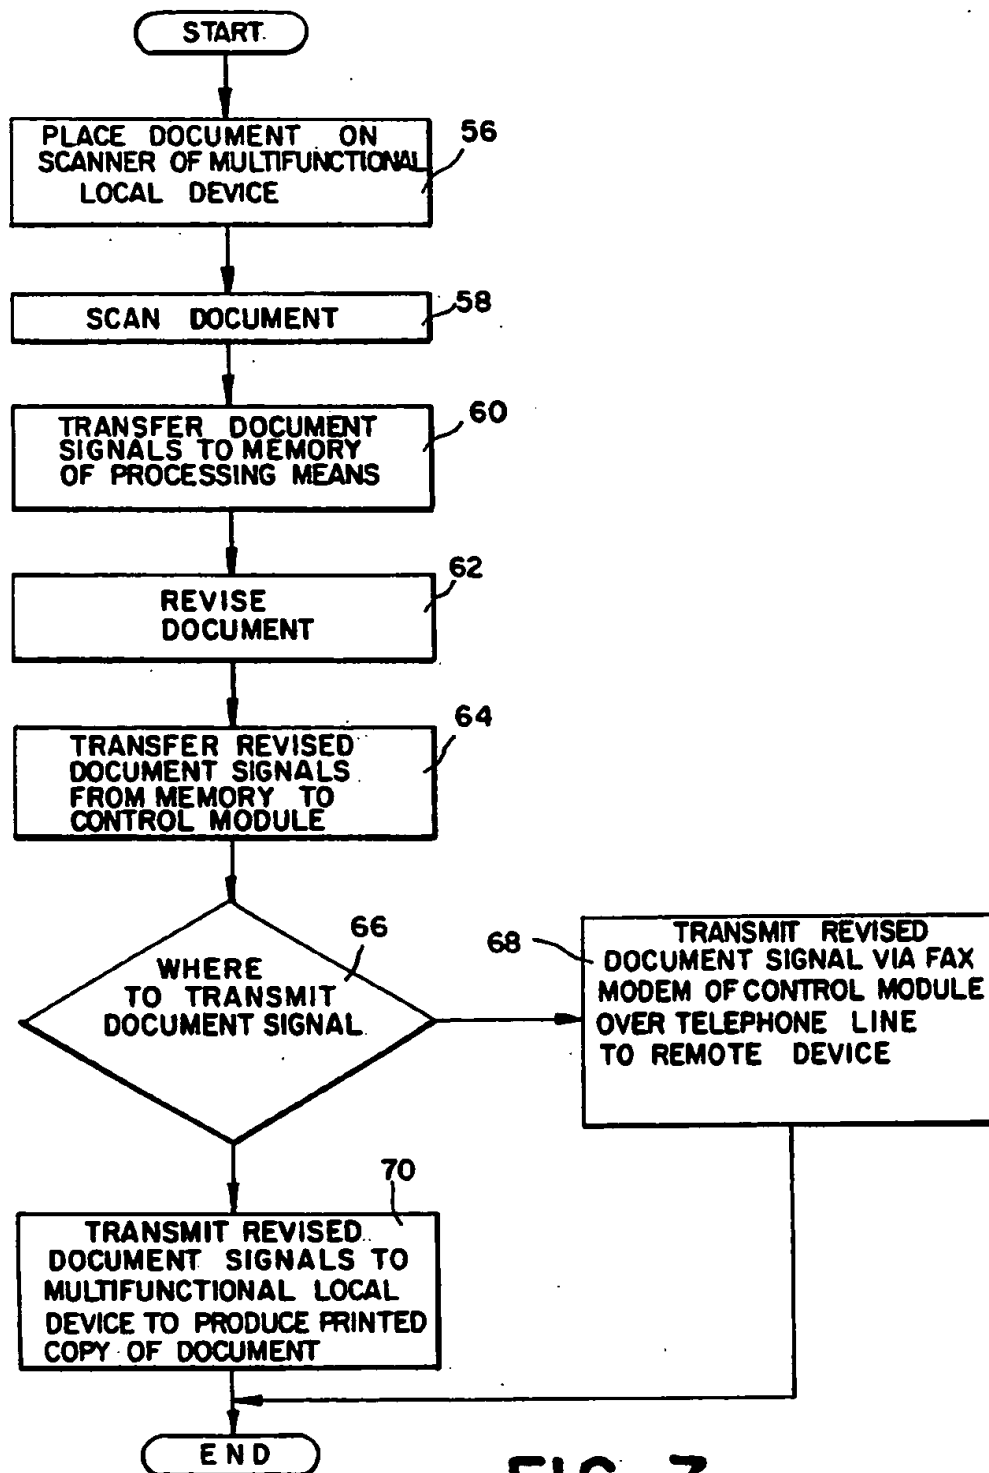 START
PLACE DOCUMENT ON
SCANNER OF MULTIFUNCTIONAL
LOCAL DEVICE
56
SCAN DOCUMENT
58
TRANSFER DOCUMENT
SIGNALS TO MEMORY
OF PROCESSING MEANS
60
REVISE
DOCUMENT
62
TRANSFER REVISED
DOCUMENT SIGNALS
FROM MEMORY TO
CONTROL MODULE
64
WHERE
TO TRANSMIT
DOCUMENT SIGNAL
66
68
TRANSMIT REVISED
DOCUMENT SIGNAL VIA FAX
MODEM OF CONTROL MODULE
OVER TELEPHONE LINE
TO REMOTE DEVICE
70
TRANSMIT REVISED
DOCUMENT SIGNALS TO
MULTIFUNCTIONAL LOCAL
DEVICE TO PRODUCE PRINTED
COPY OF DOCUMENT
END